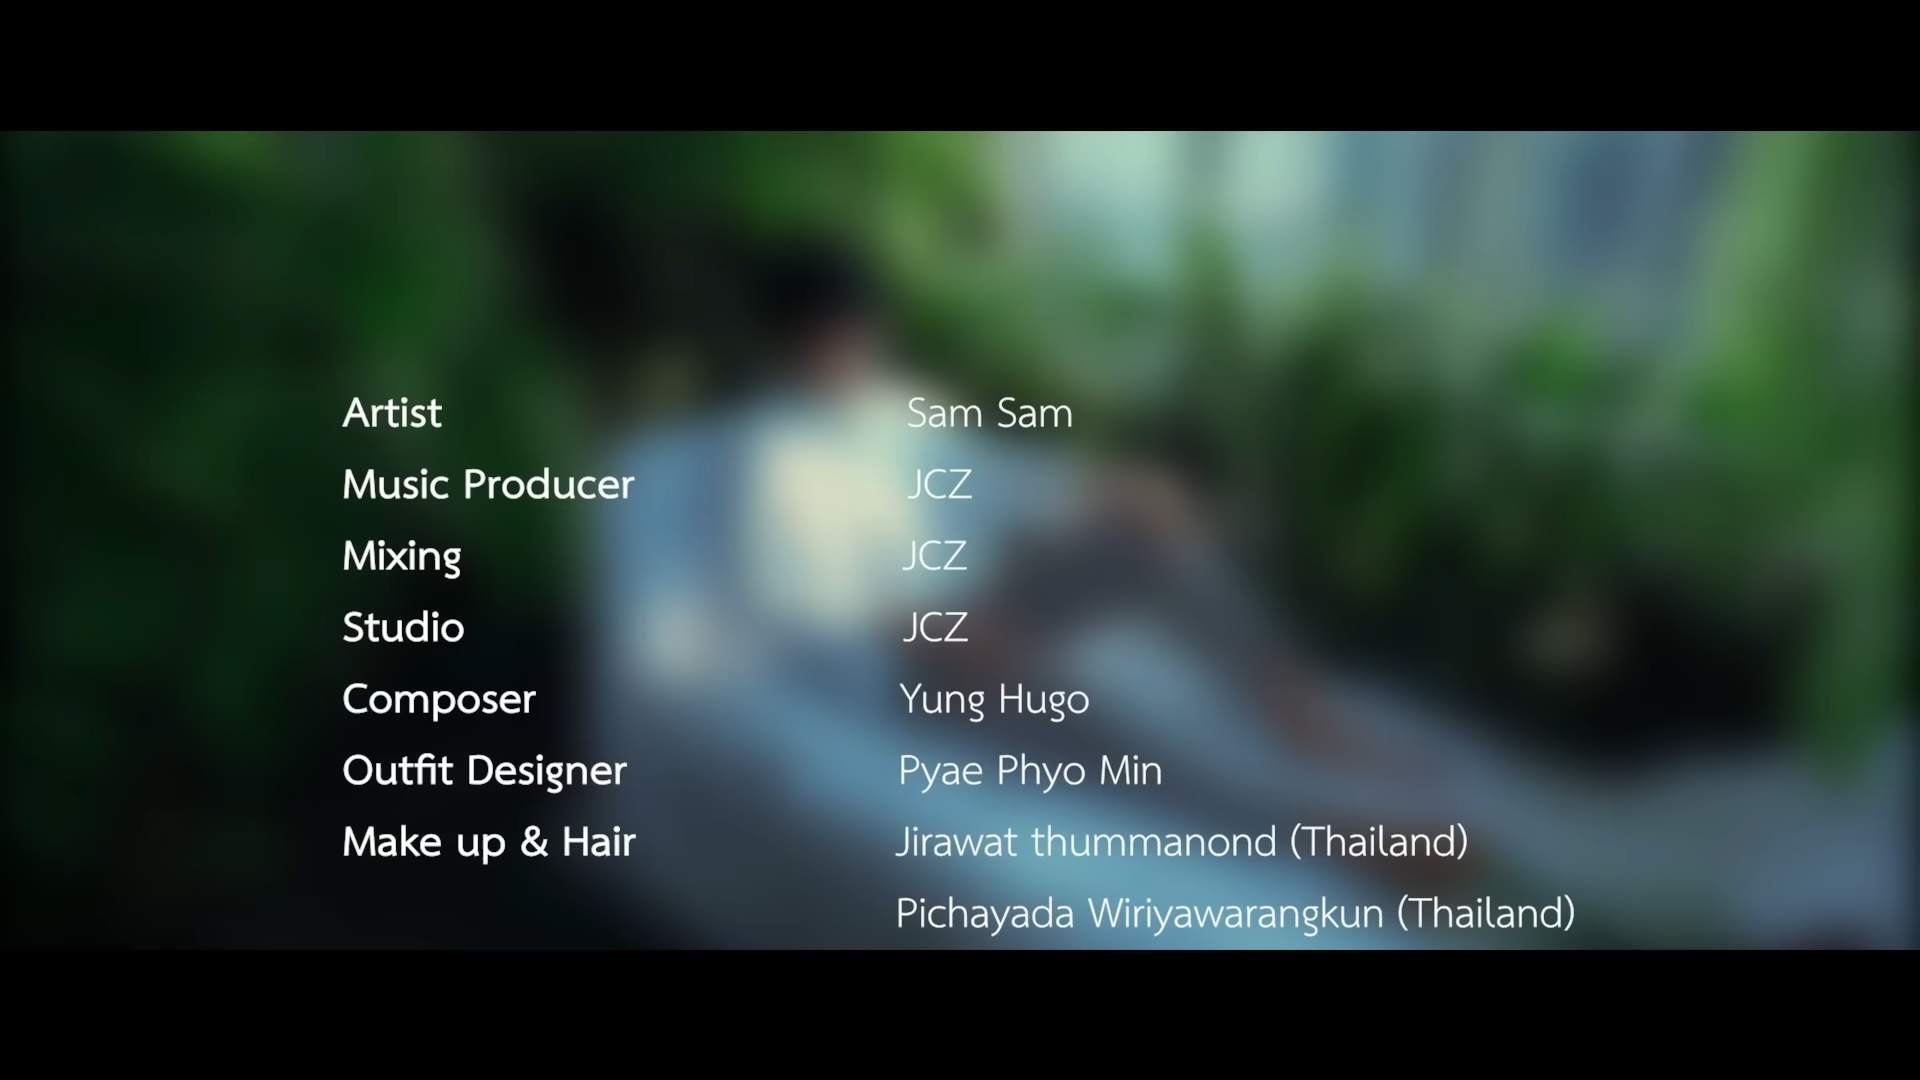 Artist Sam Sam
Music Producer JCZ
Mixing JCZ
Studio JCZ
Composer Yung Hugo
Outfit Designer Pyae Phyo Min
Make up & Hair Jirawat thummanond (Thailand)
Pichayada Wiriyawarangkun (Thailand)